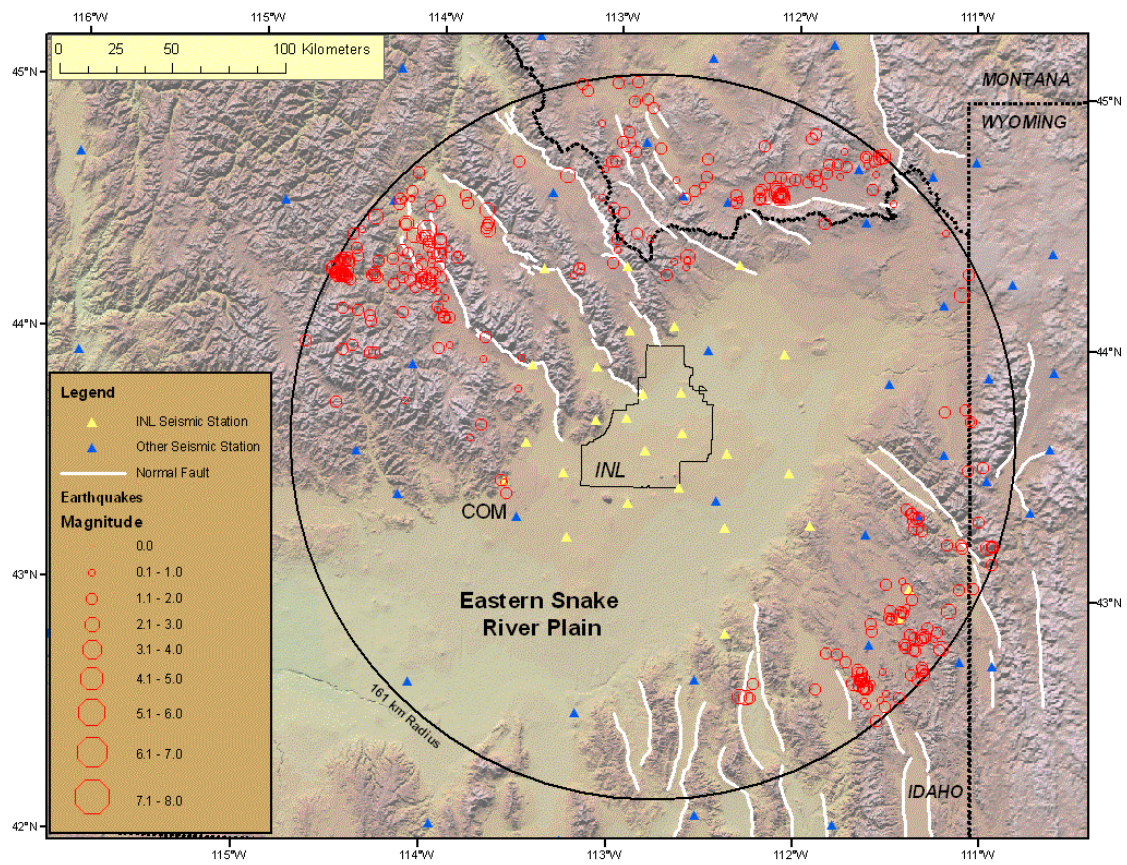 116°W
115°W
114°W
113°W
112°W
111°W
0 25 50 100 Kilometers
45°N
45°N
MONTANA
WYOMING
44°N
44°N
Legend
INL Seismic Station
Other Seismic Station
Normal Fault
Earthquakes
Magnitude
0.0
0.1 - 1.0
1.1 - 2.0
2.1 - 3.0
3.1 - 4.0
4.1 - 5.0
5.1 - 6.0
6.1 - 7.0
7.1 - 8.0
INL
COM
43°N
43°N
Eastern Snake
River Plain
161 km Radius
IDAHO
42°N
42°N
115°W
114°W
113°W
112°W
111°W